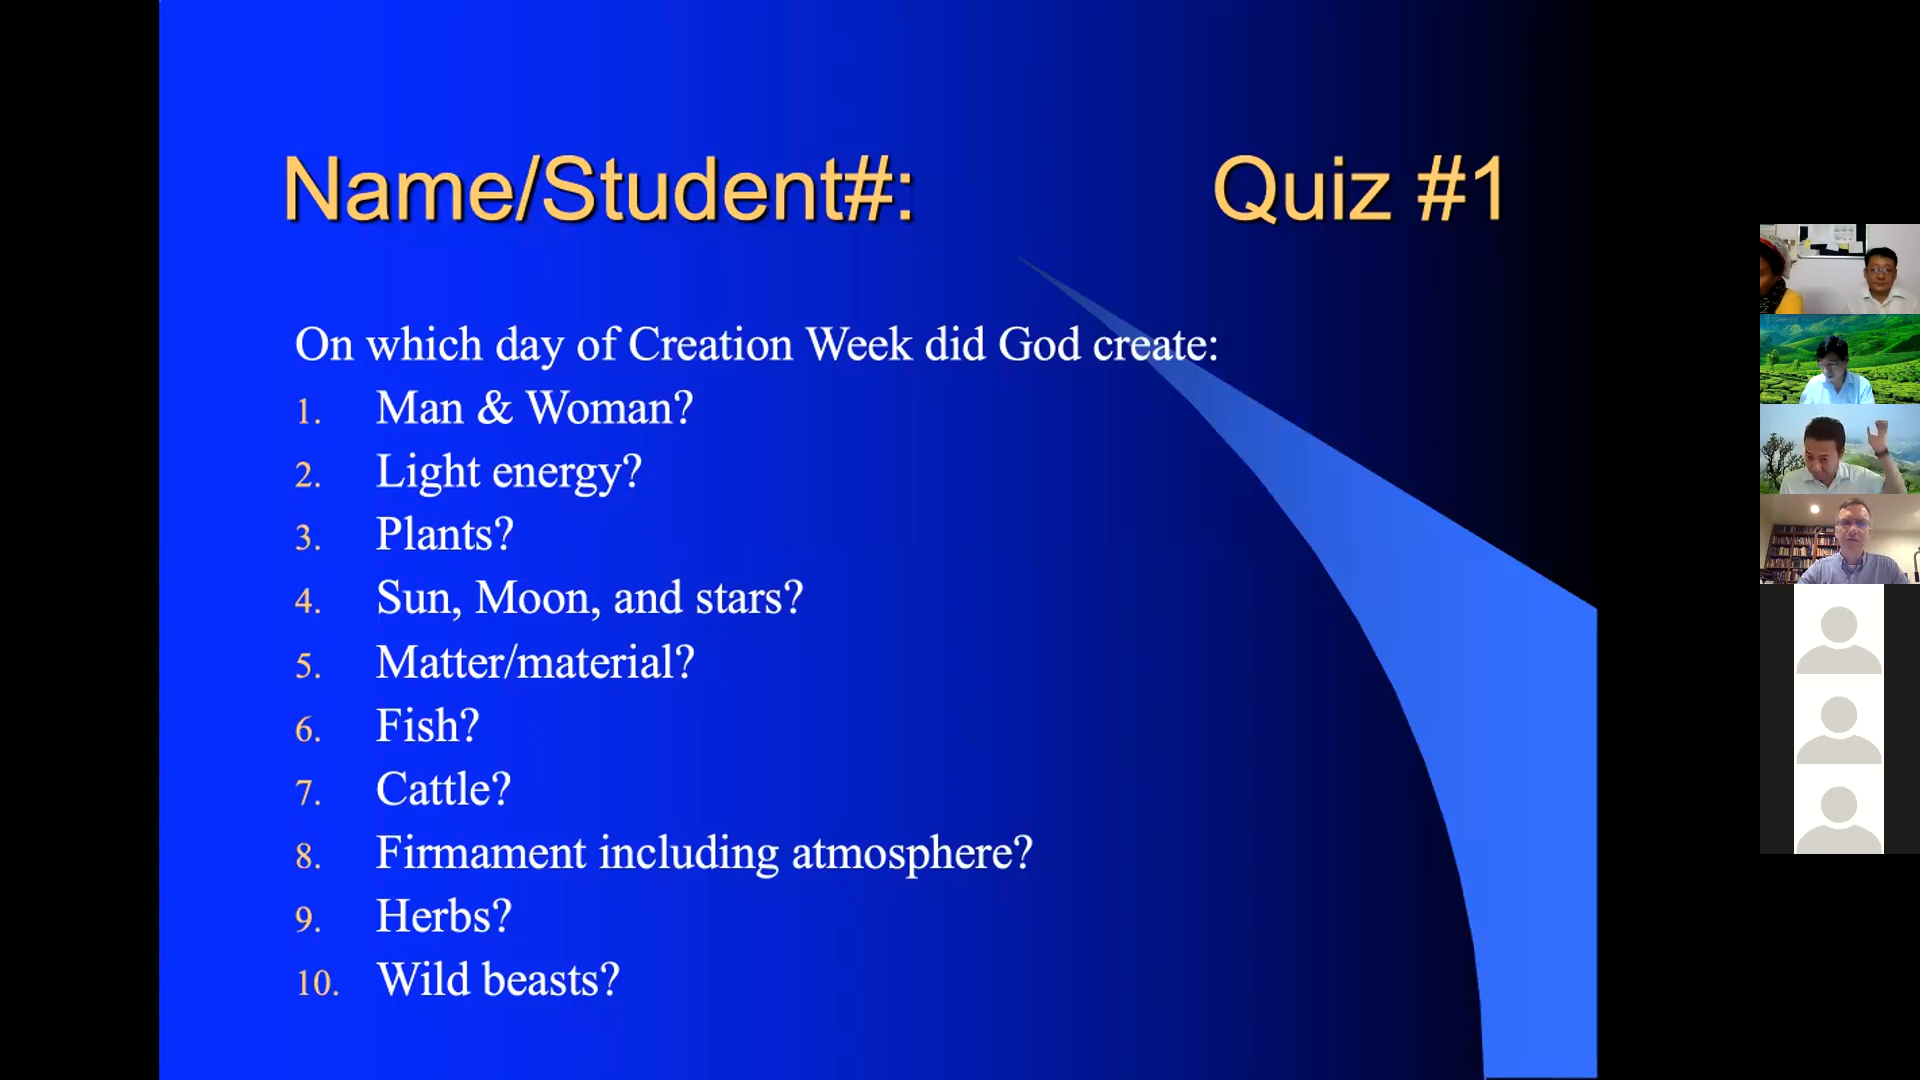 Name/Student#: Quiz #1
On which day of Creation Week did God create:
1. Man & Woman?
2. Light energy?
3. Plants?
4. Sun, Moon, and stars?
5. Matter/material?
6. Fish?
7. Cattle?
8. Firmament including atmosphere?
9. Herbs?
10. Wild beasts?